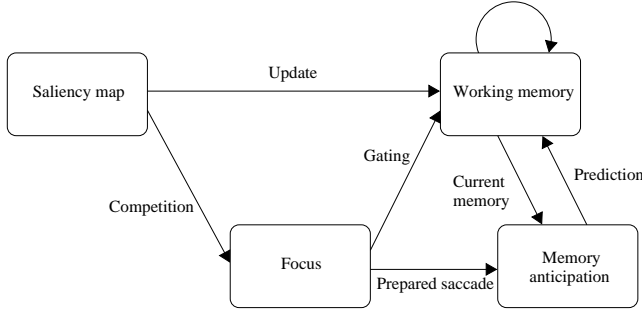 Update
Saliency map
Working memory
Gating
Prediction
Current
memory
Competition
Focus
Memory
anticipation
Prepared saccade